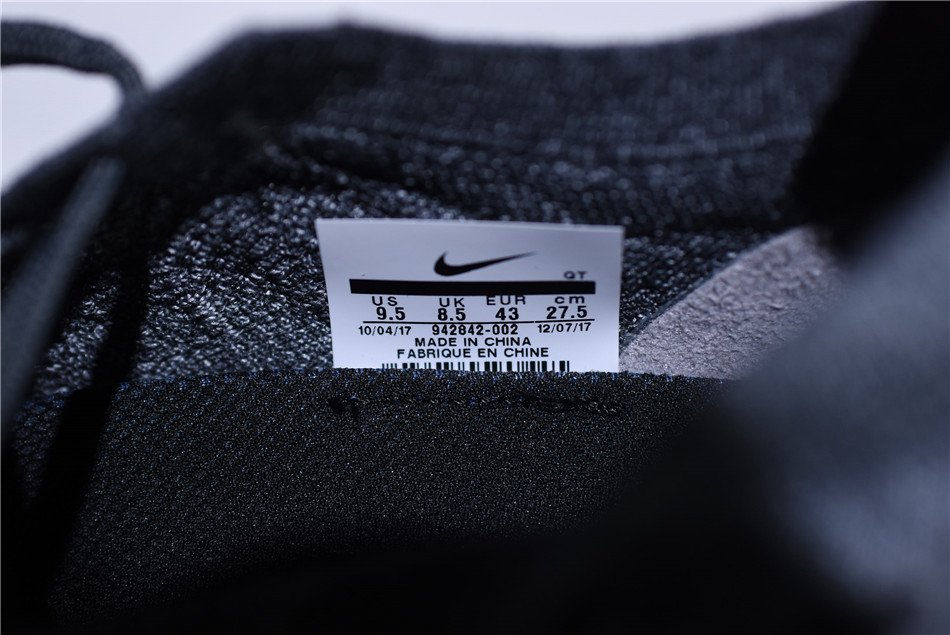 QT
US UK EUR cm
9.5 8.5 43 27.5
10/04/17 942842-002 12/07/17
MADE IN CHINA
FABRIQUE EN CHINE